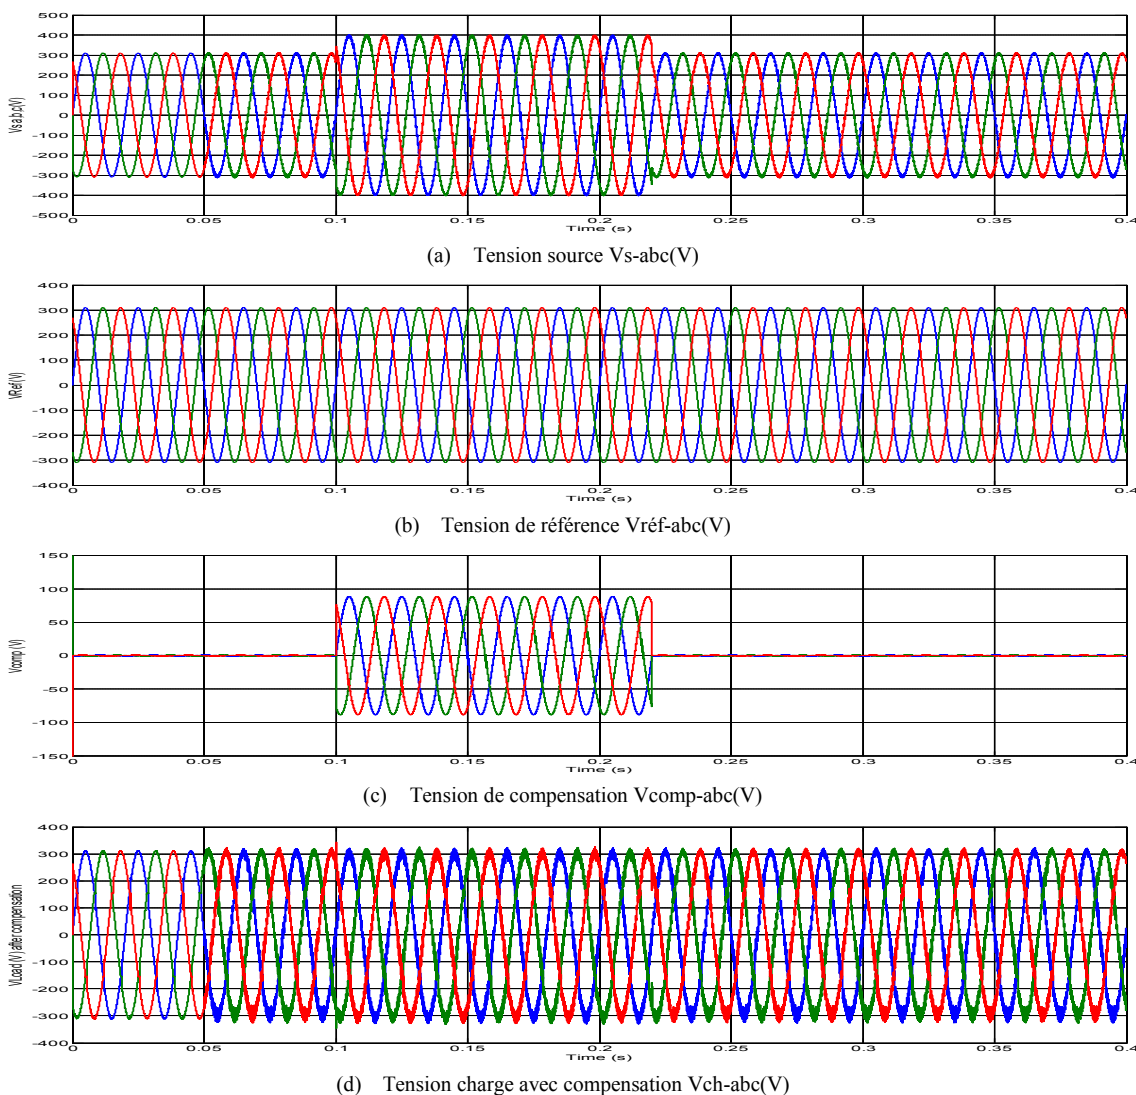 500
400
300
200
100
0
-100
-200
-300
-400
-500
Vsabc(V)
0 0.05 0.1 0.15 0.2 0.25 0.3 0.35 0.4
Time (s)
(a) Tension source Vs-abc(V)
400
300
200
100
0
-100
-200
-300
-400
VRef(V)
0 0.05 0.1 0.15 0.2 0.25 0.3 0.35 0.4
Time (s)
(b) Tension de référence Vréf-abc(V)
150
100
50
0
-50
-100
-150
Vcomp(V)
0 0.05 0.1 0.15 0.2 0.25 0.3 0.35 0.4
Time (s)
(c) Tension de compensation Vcomp-abc(V)
400
300
200
100
0
-100
-200
-300
-400
VLoad(V) after compensation
0 0.05 0.1 0.15 0.2 0.25 0.3 0.35 0.4
Time (s)
(d) Tension charge avec compensation Vch-abc(V)